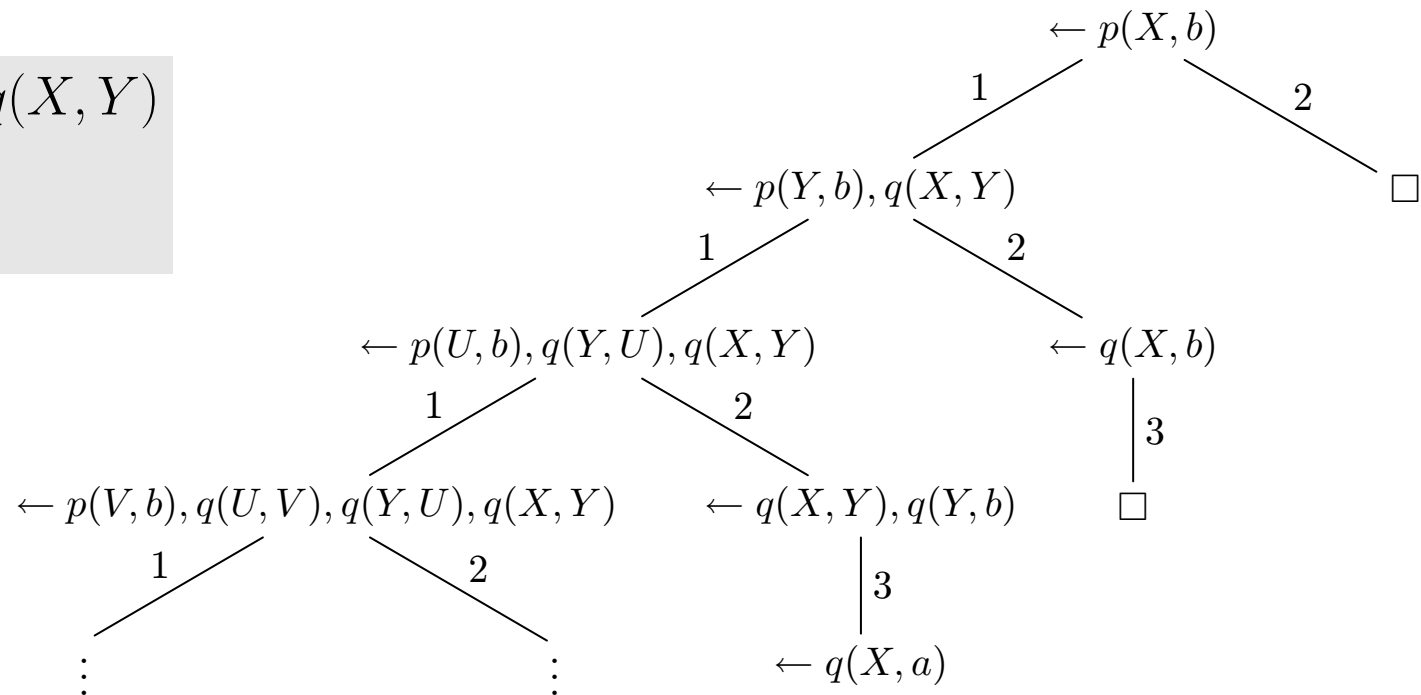 ← p(X, b)
q(X, Y)
1
2
← p(Y, b), q(X, Y)
□
1
2
← p(U, b), q(Y, U), q(X, Y)
← q(X, b)
1
2
3
← p(V, b), q(U, V), q(Y, U), q(X, Y)
← q(X, Y), q(Y, b)
□
1
2
3
← q(X, a)
⋮
⋮